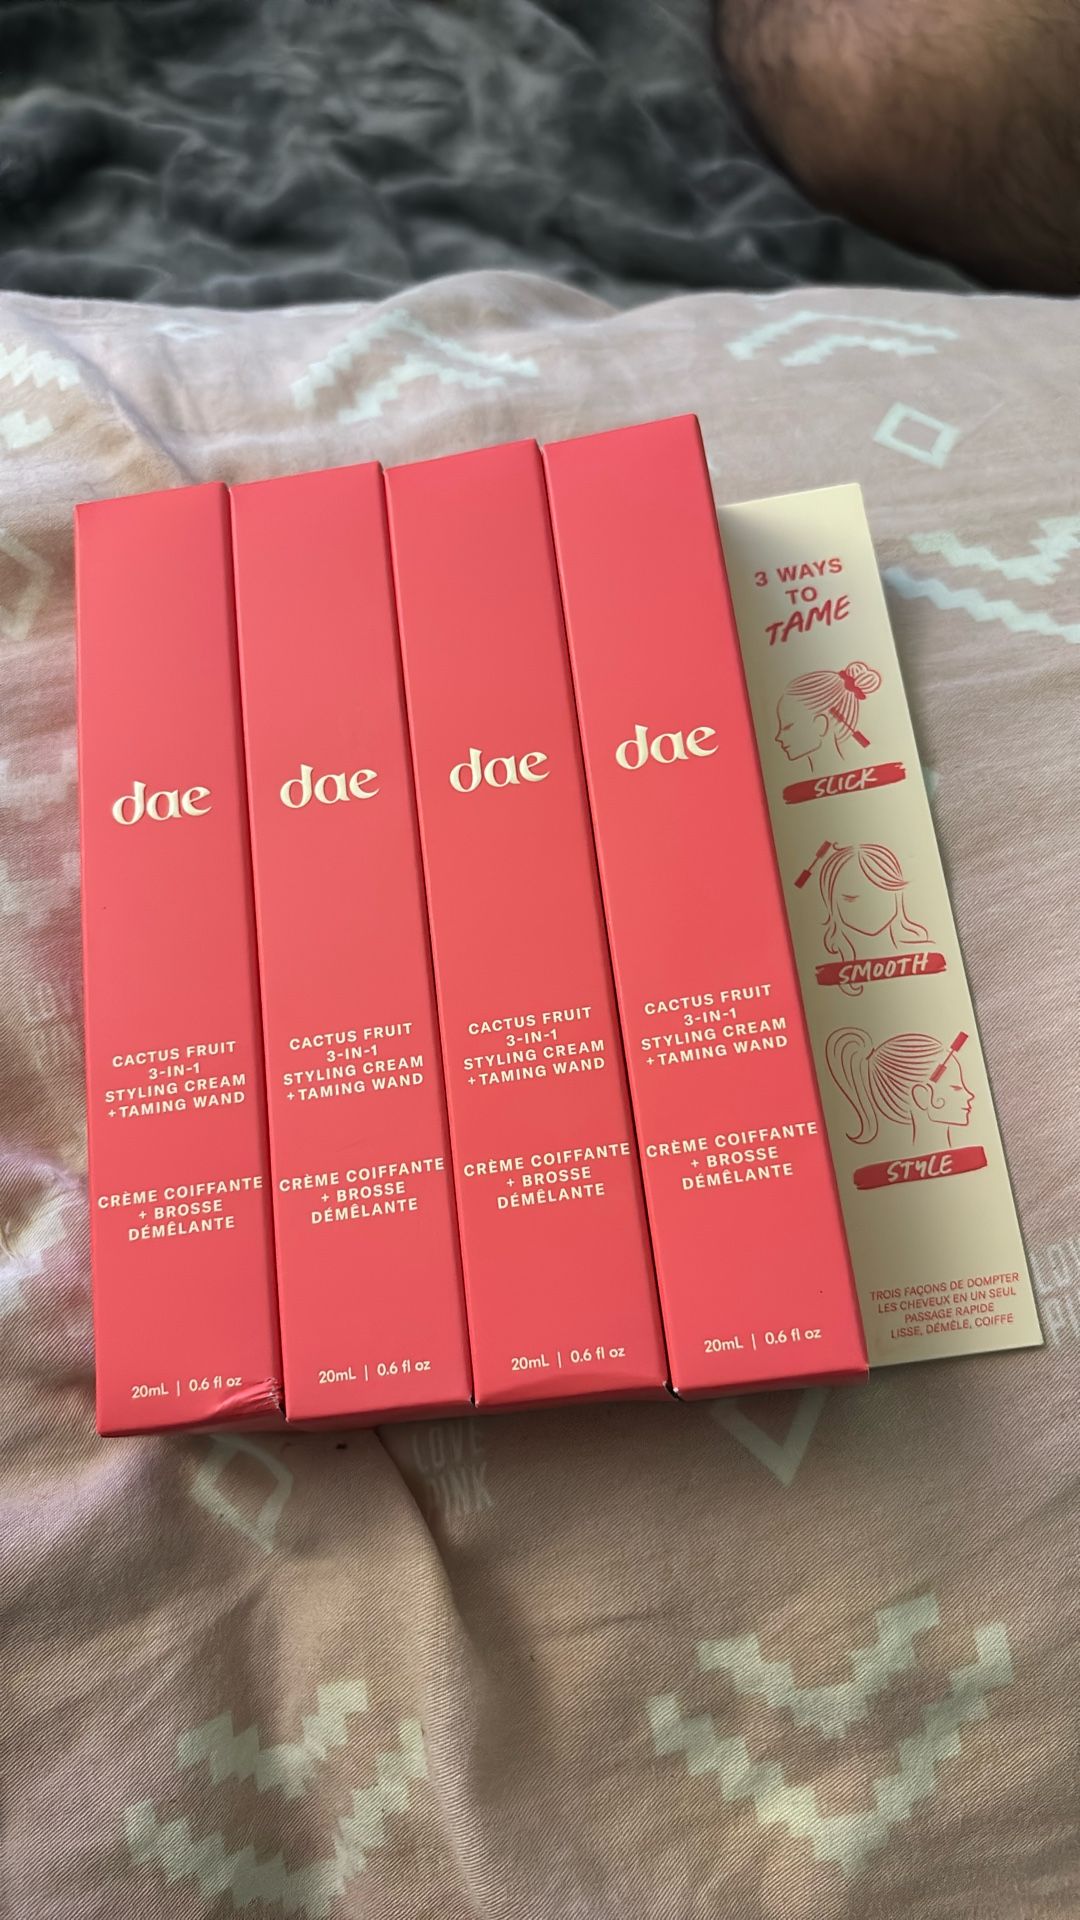 dae
CACTUS FRUIT
3-IN-1
STYLING CREAM
+TAMING WAND
CRÈME COIFFANTE
+ BROSSE
DÉMÊLANTE
20mL | 0.6 fl oz
dae
CACTUS FRUIT
3-IN-1
STYLING CREAM
+TAMING WAND
CRÈME COIFFANTE
+ BROSSE
DÉMÊLANTE
20mL | 0.6 fl oz
dae
CACTUS FRUIT
3-IN-1
STYLING CREAM
+TAMING WAND
CRÈME COIFFANTE
+ BROSSE
DÉMÊLANTE
20mL | 0.6 fl oz
dae
CACTUS FRUIT
3-IN-1
STYLING CREAM
+TAMING WAND
CRÈME COIFFANTE
+ BROSSE
DÉMÊLANTE
20mL | 0.6 fl oz
3 WAYS
TO
TAME
SLICK
SMOOTH
STYLE
TROIS FAÇONS DE DOMPTER
LES CHEVEUX EN UN SEUL
PASSAGE RAPIDE
LISSE, DÉMÊLE, COIFFE
LOVE